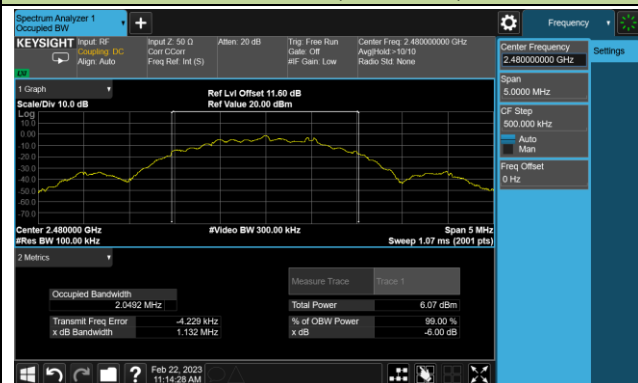 Spectrum Analyzer 1
Occupied BW
Frequency
KEYSIGHT
Input: RF
Coupling: DC
Align: Auto
Input Z: 50 Ω
Corr CCorr
Freq Ref: Int (S)
Atten: 20 dB
Trig: Free Run
Gate: Off
#IF Gain: Low
Center Freq: 2.480000000 GHz
Avg|Hold:>10/10
Radio Std: None
Center Frequency
2.480000000 GHz
Settings
Span
5.0000 MHz
CF Step
500.000 kHz
Auto
Man
Freq Offset
0 Hz
1 Graph
Scale/Div 10.0 dB
Ref Lvl Offset 11.60 dB
Ref Value 20.00 dBm
Log
10.0
0.00
-10.0
-20.0
-30.0
-40.0
-50.0
-60.0
-70.0
Center 2.480000 GHz
#Res BW 100.00 kHz
#Video BW 300.00 kHz
Span 5 MHz
Sweep 1.07 ms (2001 pts)
2 Metrics
Measure Trace
Trace 1
Occupied Bandwidth
2.0492 MHz
Total Power
6.07 dBm
Transmit Freq Error
-4.229 kHz
% of OBW Power
99.00 %
x dB Bandwidth
1.132 MHz
x dB
-6.00 dB
Feb 22, 2023
11:14:28 AM